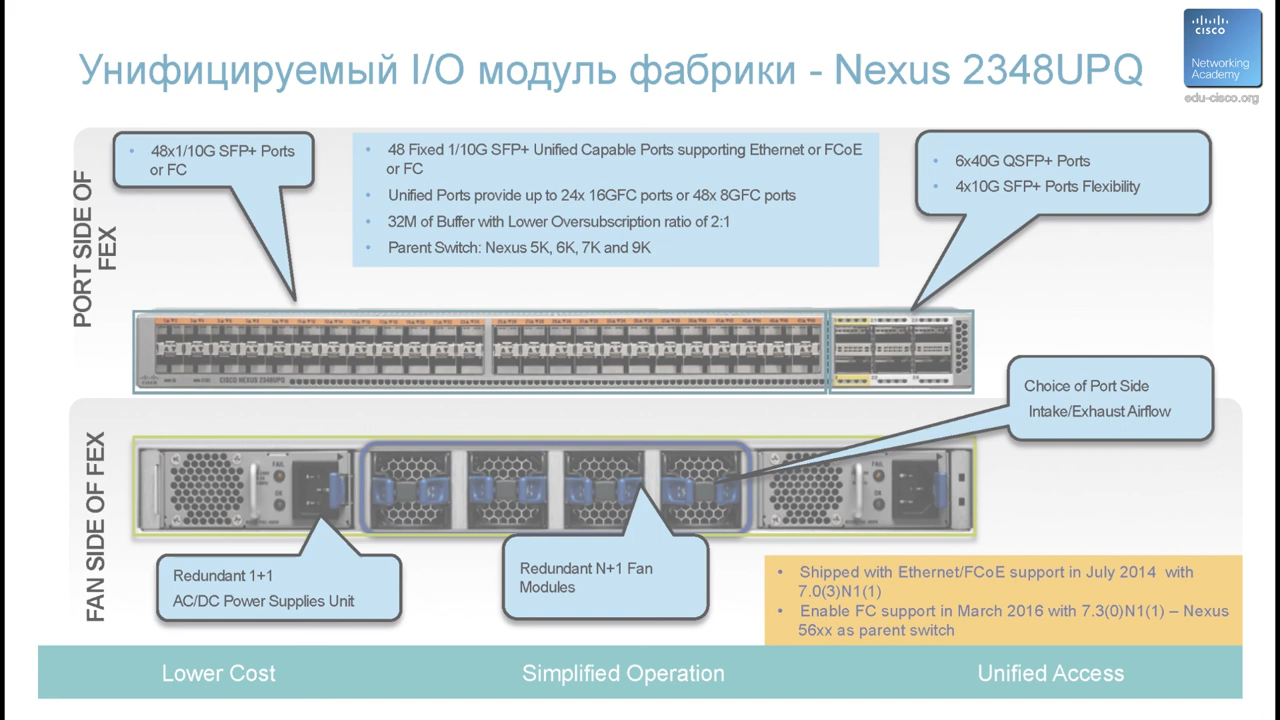 Унифицируемый I/O модуль фабрики - Nexus 2348UPQ
CISCO
Networking
Academy
edu-cisco.org
PORT SIDE OF
FEX
• 48x1/10G SFP+ Ports
or FC
• 48 Fixed 1/10G SFP+ Unified Capable Ports supporting Ethernet or FCoE
or FC
• Unified Ports provide up to 24x 16GFC ports or 48x 8GFC ports
• 32M of Buffer with Lower Oversubscription ratio of 2:1
• Parent Switch: Nexus 5K, 6K, 7K and 9K
• 6x40G QSFP+ Ports
• 4x10G SFP+ Ports Flexibility
CISCO NEXUS 2348UPQ
Choice of Port Side
Intake/Exhaust Airflow
FAN SIDE OF FEX
FAIL
OK
FAIL
OK
Redundant 1+1
AC/DC Power Supplies Unit
Redundant N+1 Fan
Modules
• Shipped with Ethernet/FCoE support in July 2014 with
7.0(3)N1(1)
• Enable FC support in March 2016 with 7.3(0)N1(1) – Nexus
56xx as parent switch
Lower Cost
Simplified Operation
Unified Access